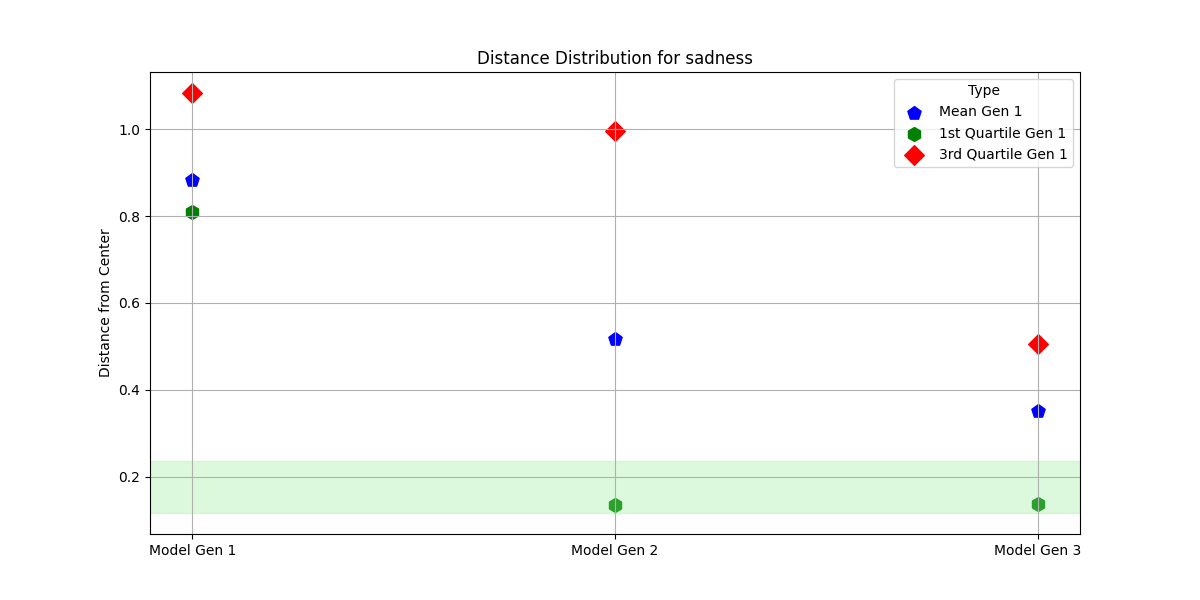 Distance Distribution for sadness
Type
Mean Gen 1
1st Quartile Gen 1
3rd Quartile Gen 1
Distance from Center
1.0
0.8
0.6
0.4
0.2
Model Gen 1
Model Gen 2
Model Gen 3